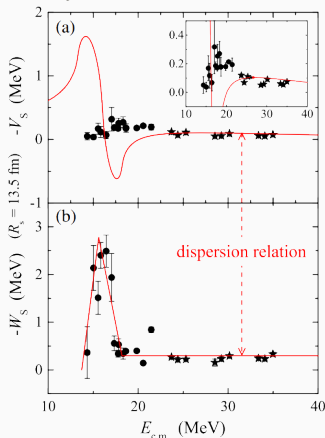 (a)
2
1
0
-1
-V_S (MeV)
0.4
0.2
0.0
10 20 30 40
(R_s = 13.5 fm)
(b)
3
2
1
0
-W_S (MeV)
dispersion relation
10 20 30 40
E_c.m. (MeV)